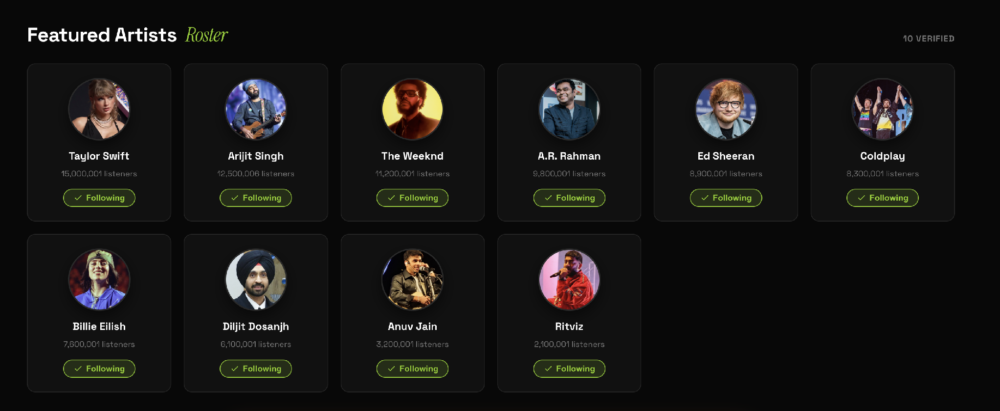 Featured Artists Roster
10 VERIFIED
Taylor Swift
15,000,001 listeners
✓ Following
Arijit Singh
12,500,006 listeners
✓ Following
The Weeknd
11,200,001 listeners
✓ Following
A.R. Rahman
9,800,001 listeners
✓ Following
Ed Sheeran
8,900,001 listeners
✓ Following
Coldplay
8,300,001 listeners
✓ Following
Billie Eilish
7,600,001 listeners
✓ Following
Diljit Dosanjh
6,100,001 listeners
✓ Following
Anuv Jain
3,200,001 listeners
✓ Following
Ritviz
2,100,001 listeners
✓ Following